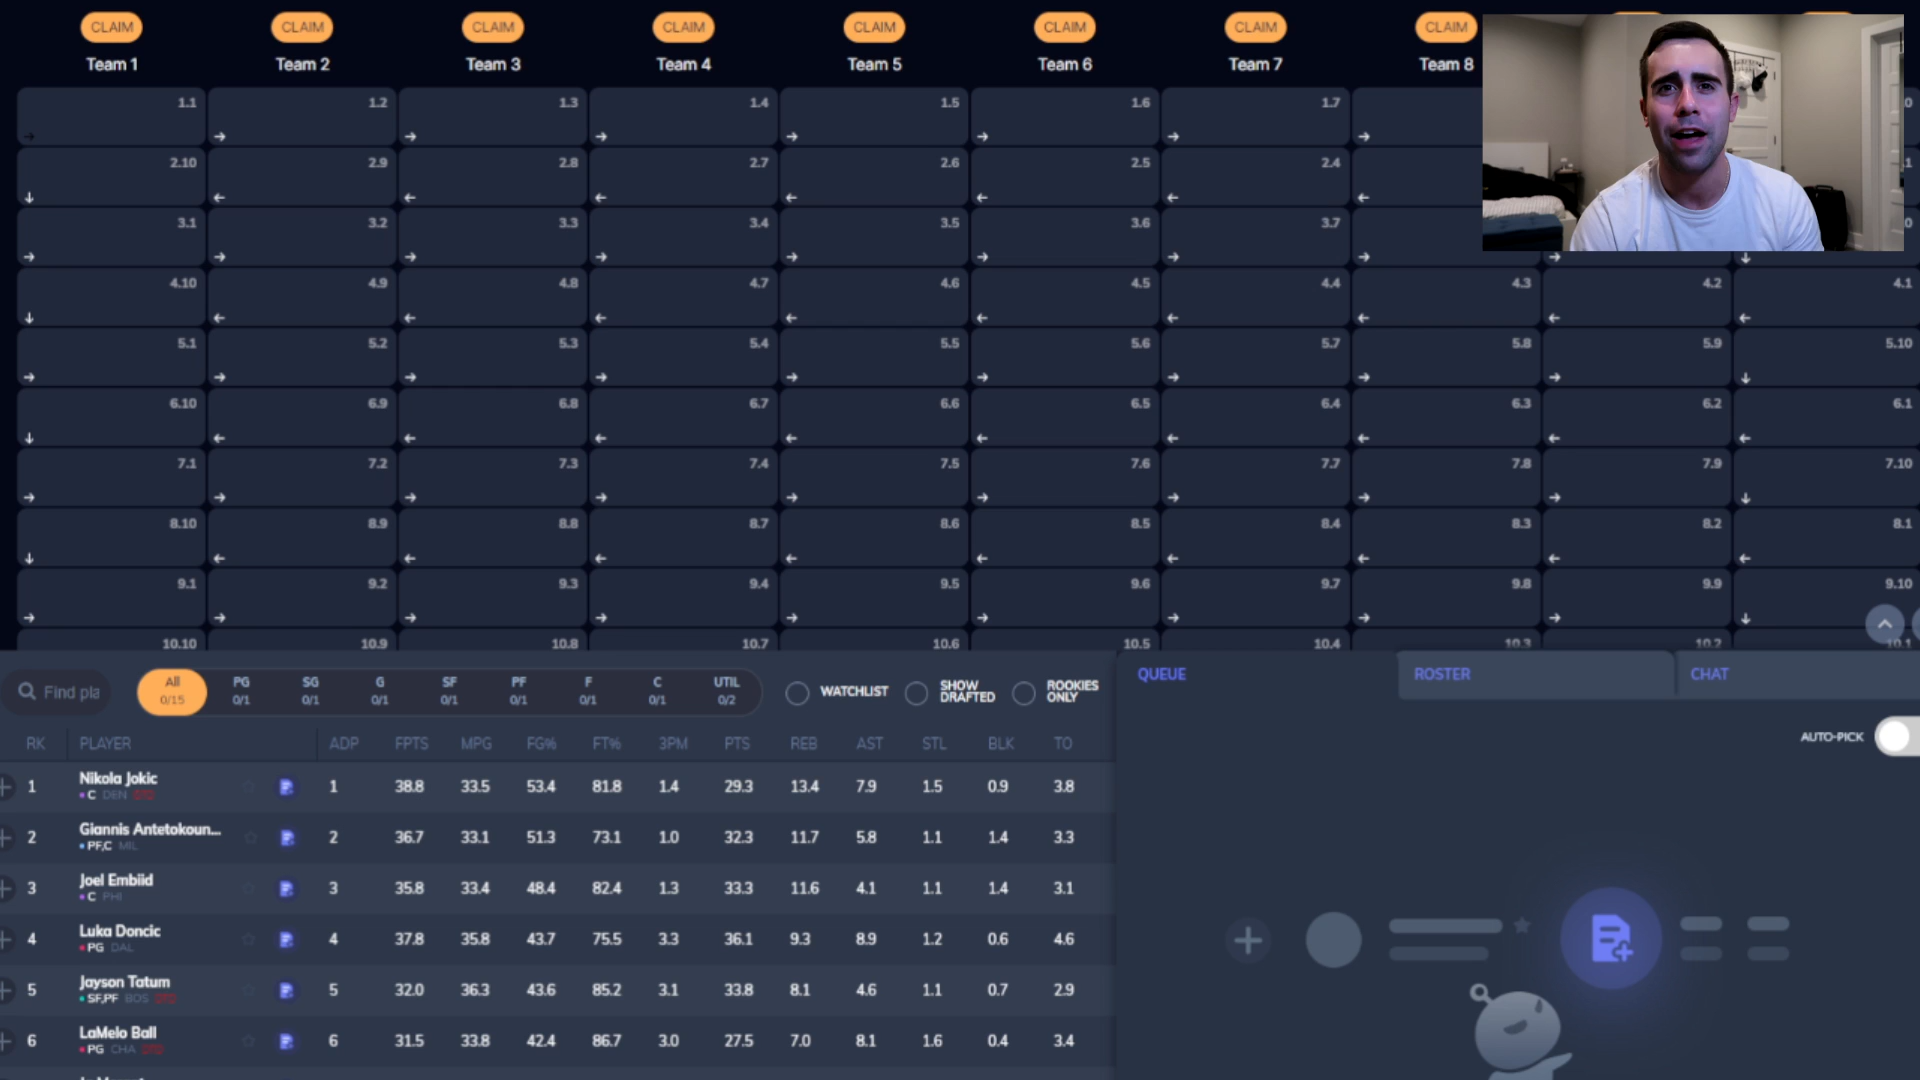 CLAIM CLAIM CLAIM CLAIM CLAIM CLAIM CLAIM CLAIM
Team 1 Team 2 Team 3 Team 4 Team 5 Team 6 Team 7 Team 8
1.1 1.2 1.3 1.4 1.5 1.6 1.7
2.10 2.9 2.8 2.7 2.6 2.5 2.4
3.1 3.2 3.3 3.4 3.5 3.6 3.7
4.10 4.9 4.8 4.7 4.6 4.5 4.4 4.3 4.2 4.1
5.1 5.2 5.3 5.4 5.5 5.6 5.7 5.8 5.9 5.10
6.10 6.9 6.8 6.7 6.6 6.5 6.4 6.3 6.2 6.1
7.1 7.2 7.3 7.4 7.5 7.6 7.7 7.8 7.9 7.10
8.10 8.9 8.8 8.7 8.6 8.5 8.4 8.3 8.2 8.1
9.1 9.2 9.3 9.4 9.5 9.6 9.7 9.8 9.9 9.10
10.10 10.9 10.8 10.7 10.6 10.5 10.4 10.3 10.2 10.1
Find pla
All PG SG G SF PF F C UTIL
0/15 0/1 0/1 0/1 0/1 0/1 0/1 0/1 0/2
WATCHLIST
SHOW
DRAFTED
ROOKIES
ONLY
QUEUE ROSTER CHAT
AUTO-PICK
RK PLAYER ADP FPTS MPG FG% FT% 3PM PTS REB AST STL BLK TO
1 Nikola Jokic 1 38.8 33.5 53.4 81.8 1.4 29.3 13.4 7.9 1.5 0.9 3.8
C DEN
2 Giannis Antetokoun... 2 36.7 33.1 51.3 73.1 1.0 32.3 11.7 5.8 1.1 1.4 3.3
PF,C MIL
3 Joel Embiid 3 35.8 33.4 48.4 82.4 1.3 33.3 11.6 4.1 1.1 1.4 3.1
C PHI
4 Luka Doncic 4 37.8 35.8 43.7 75.5 3.3 36.1 9.3 8.9 1.2 0.6 4.6
PG DAL
5 Jayson Tatum 5 32.0 36.3 43.6 85.2 3.1 33.8 8.1 4.6 1.1 0.7 2.9
SF,PF BOS
6 LaMelo Ball 6 31.5 33.8 42.4 86.7 3.0 27.5 7.0 8.1 1.6 0.4 3.4
PG CHA